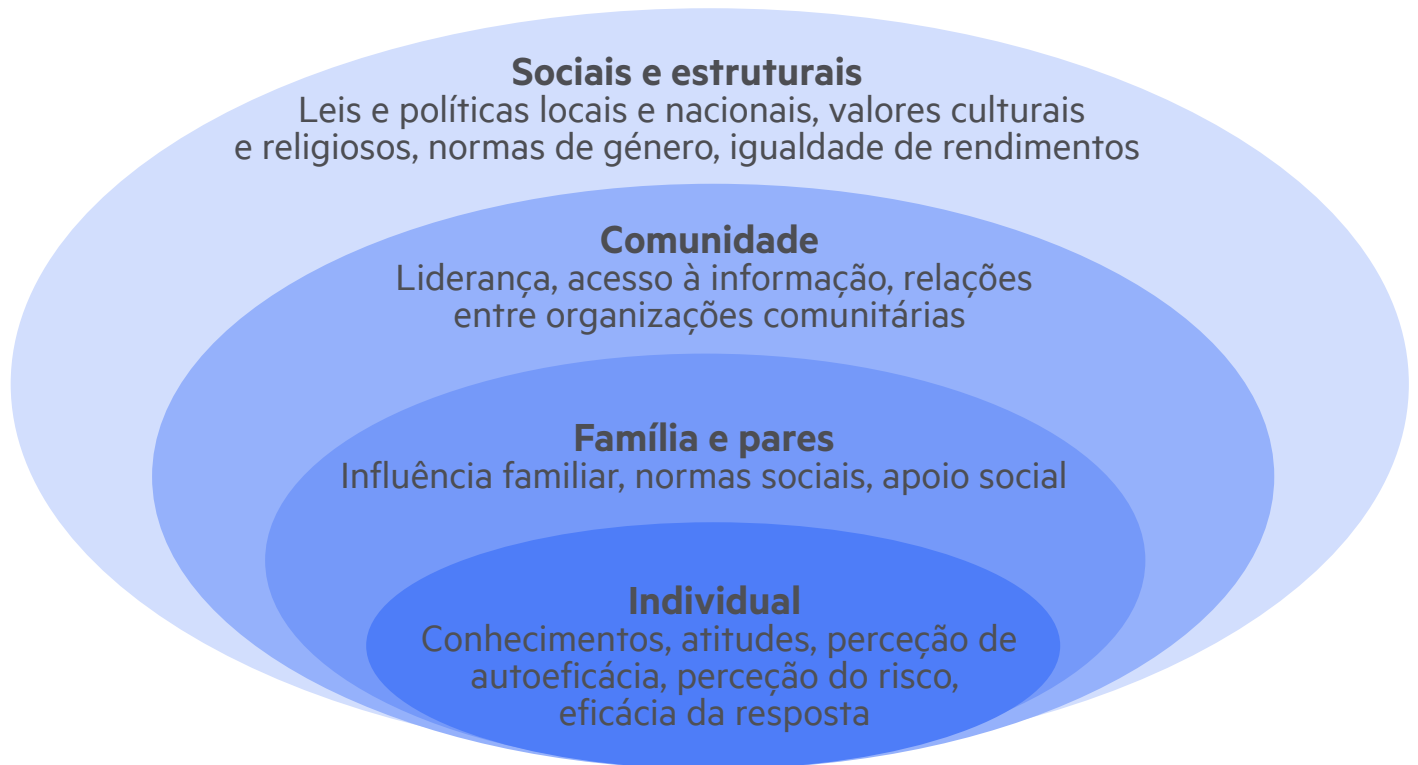 Sociais e estruturais
Leis e políticas locais e nacionais, valores culturais
e religiosos, normas de género, igualdade de rendimentos
Comunidade
Liderança, acesso à informação, relações
entre organizações comunitárias
Família e pares
Influência familiar, normas sociais, apoio social
Individual
Conhecimentos, atitudes, perceção de
autoeficácia, perceção do risco,
eficácia da resposta